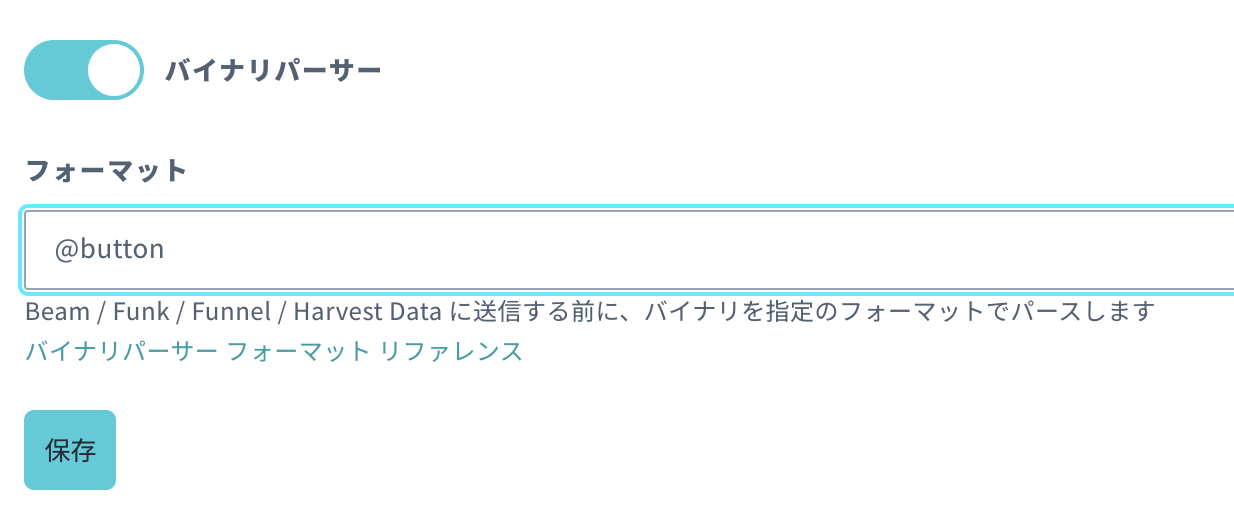 バイナリパーサー
フォーマット
@button
Beam / Funk / Funnel / Harvest Data に送信する前に、バイナリを指定のフォーマットでパースします
バイナリパーサー フォーマット リファレンス
保存